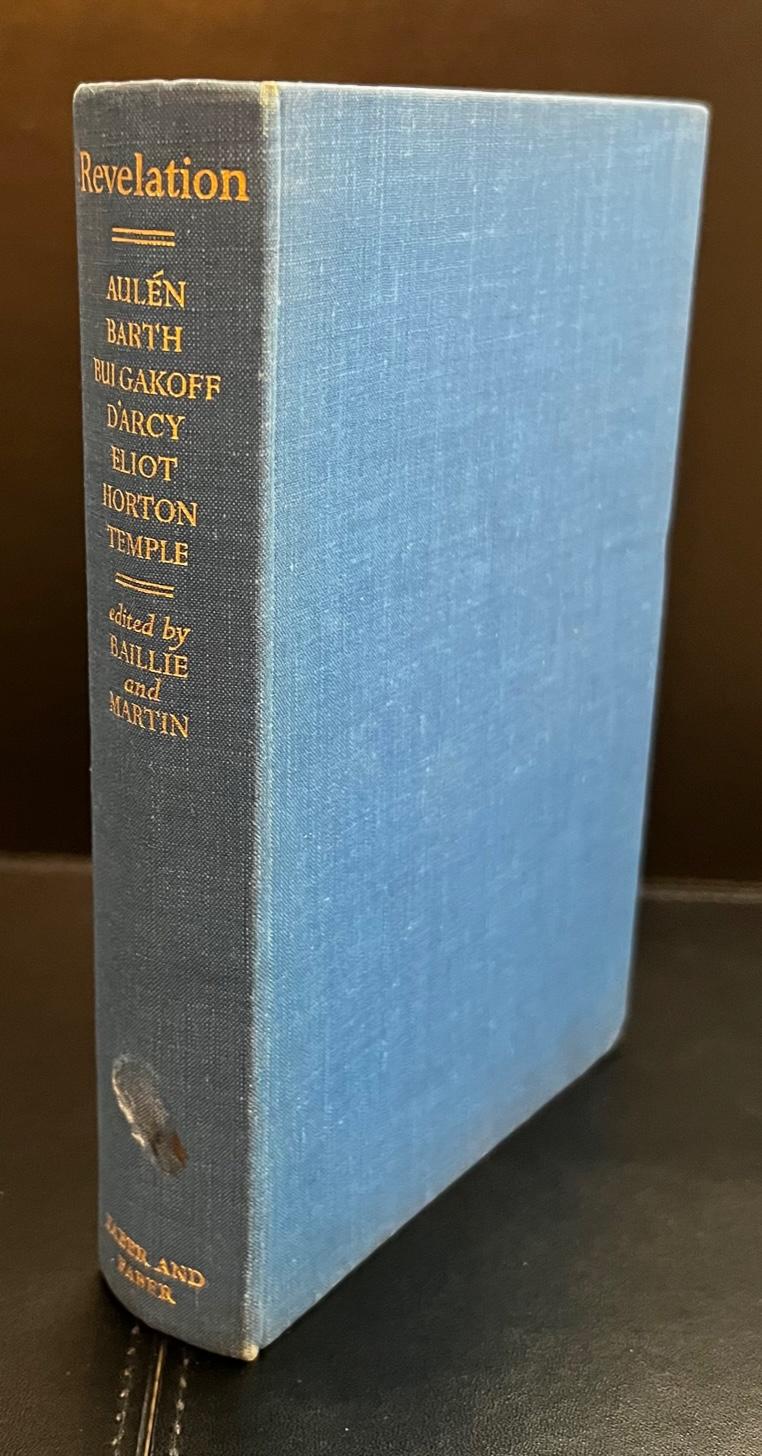 Revelation
AULÉN
BARTH
BULGAKOFF
D'ARCY
ELIOT
HORTON
TEMPLE
edited by
BAILLIE
and
MARTIN
FABER AND
FABER